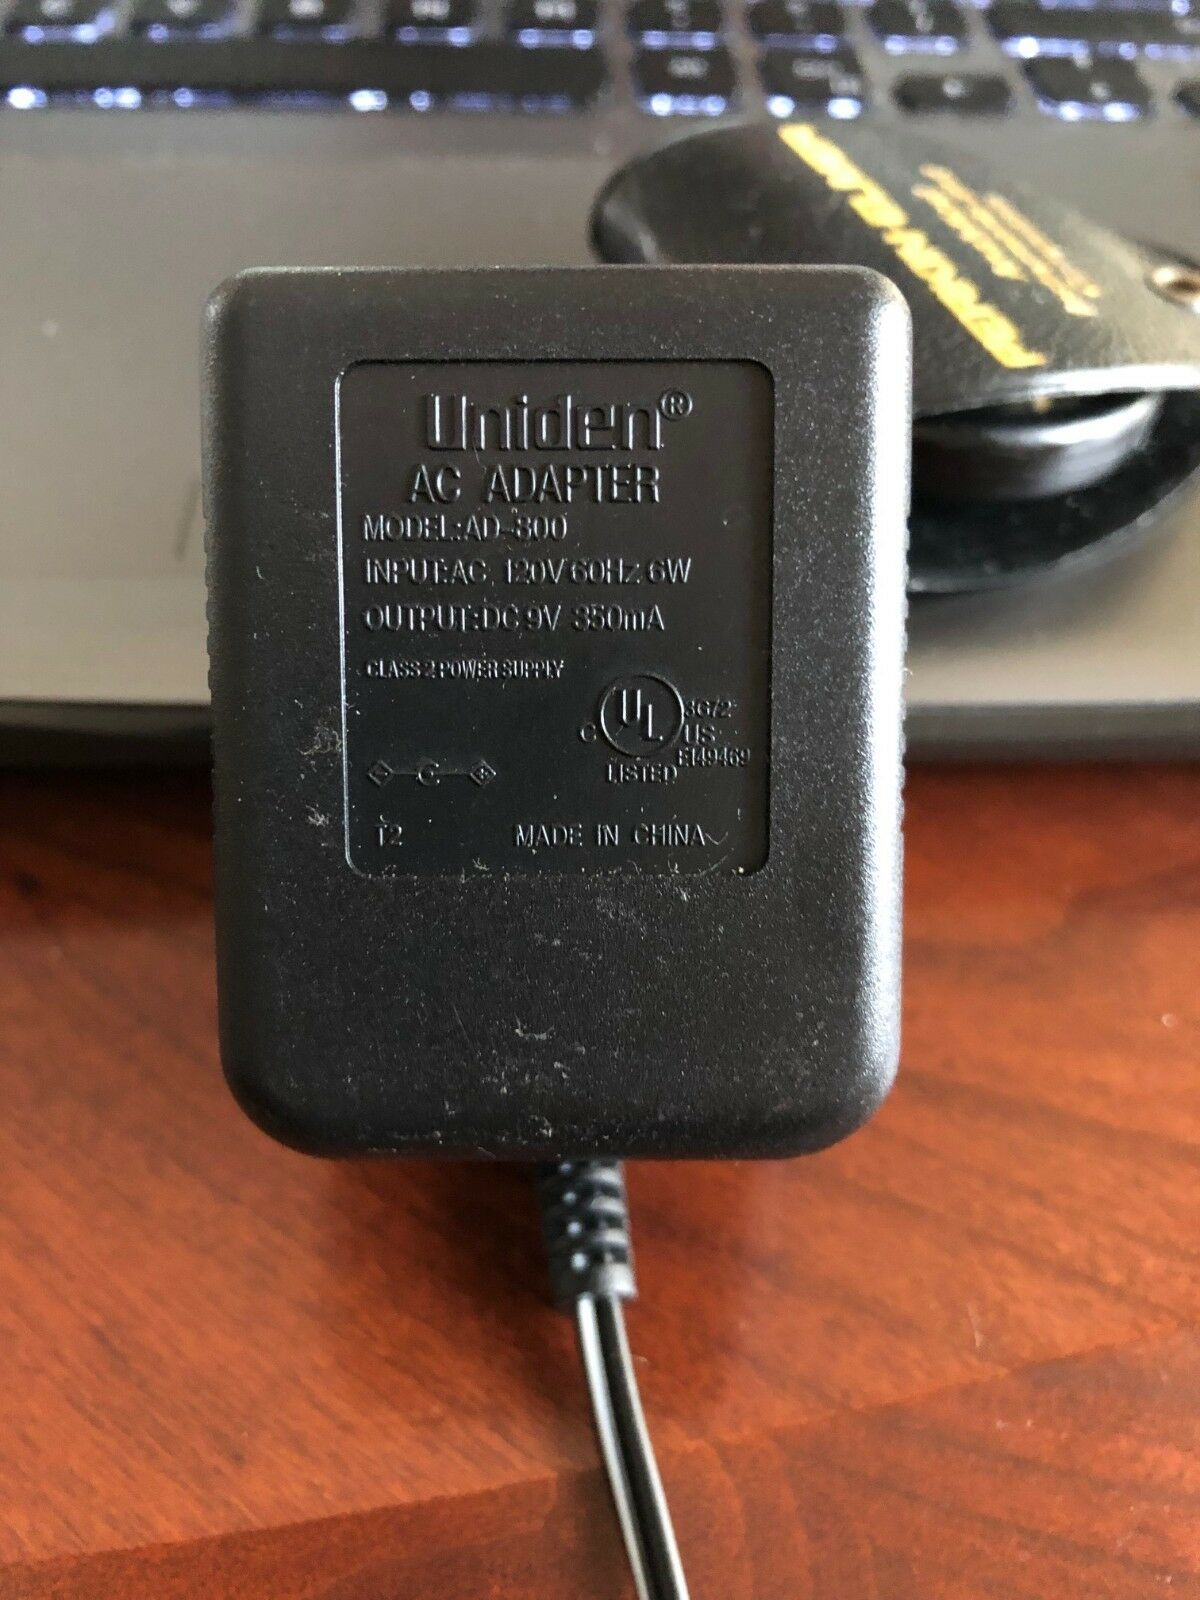 Uniden®
AC ADAPTER
MODEL:AD-800
INPUT:AC 120V 60Hz 6W
OUTPUT:DC 9V 350mA
CLASS 2 POWER SUPPLY
C UL US
3G72
E149469
LISTED
T2 MADE IN CHINA